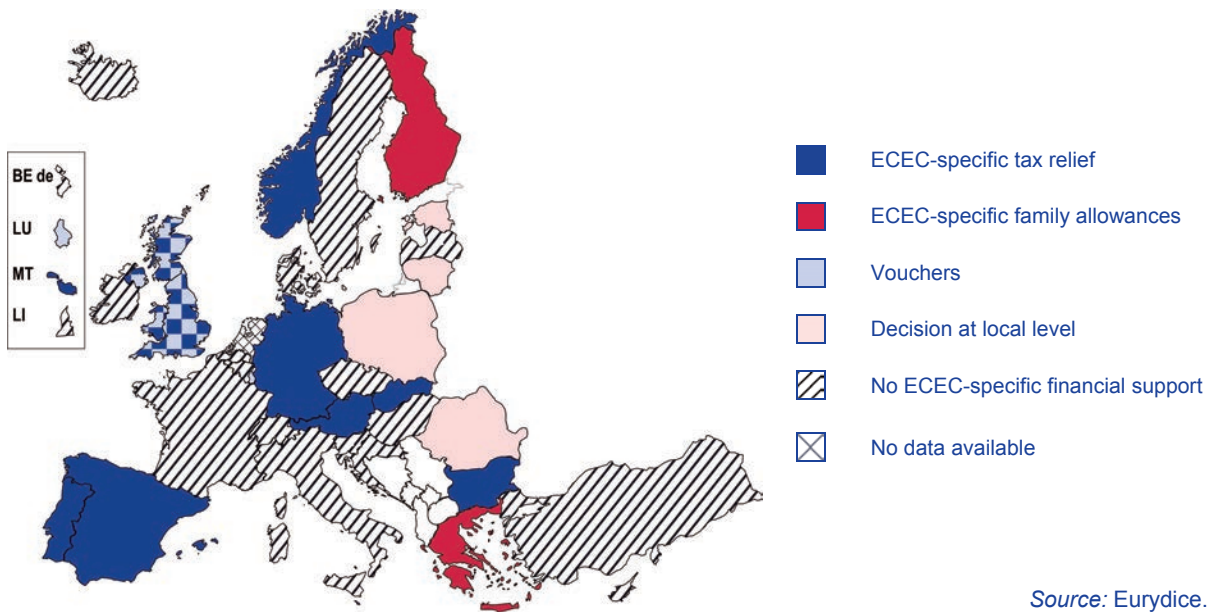 BE de
LU
MT
LI
ECEC-specific tax relief
ECEC-specific family allowances
Vouchers
Decision at local level
No ECEC-specific financial support
No data available
Source: Eurydice.